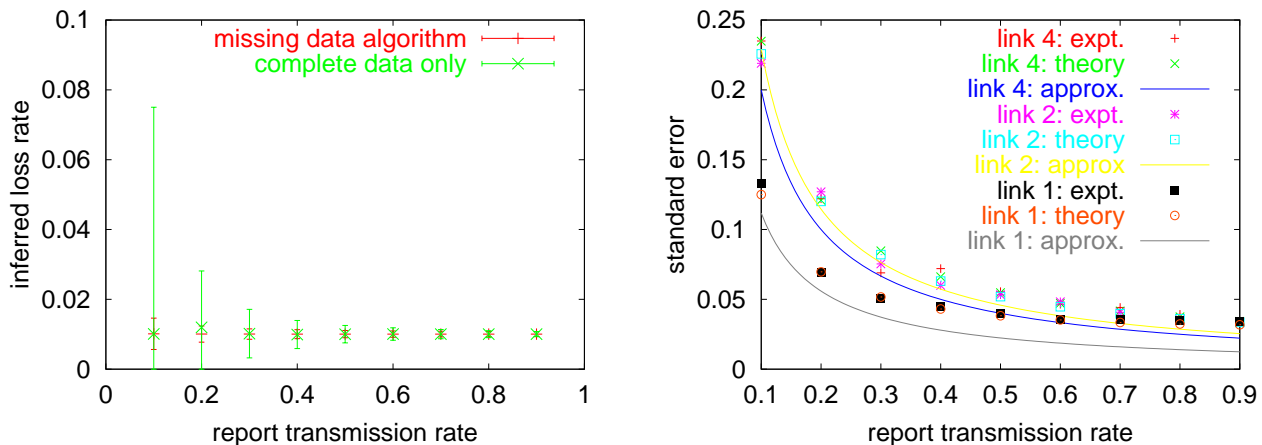 0.1
0.08
0.06
0.04
0.02
0
inferred loss rate
missing data algorithm
complete data only
0
0.2
0.4
0.6
0.8
1
report transmission rate
0.25
0.2
0.15
0.1
0.05
0
standard error
link 4: expt.
link 4: theory
link 4: approx.
link 2: expt.
link 2: theory
link 2: approx
link 1: expt.
link 1: theory
link 1: approx.
0.1
0.2
0.3
0.4
0.5
0.6
0.7
0.8
0.9
report transmission rate